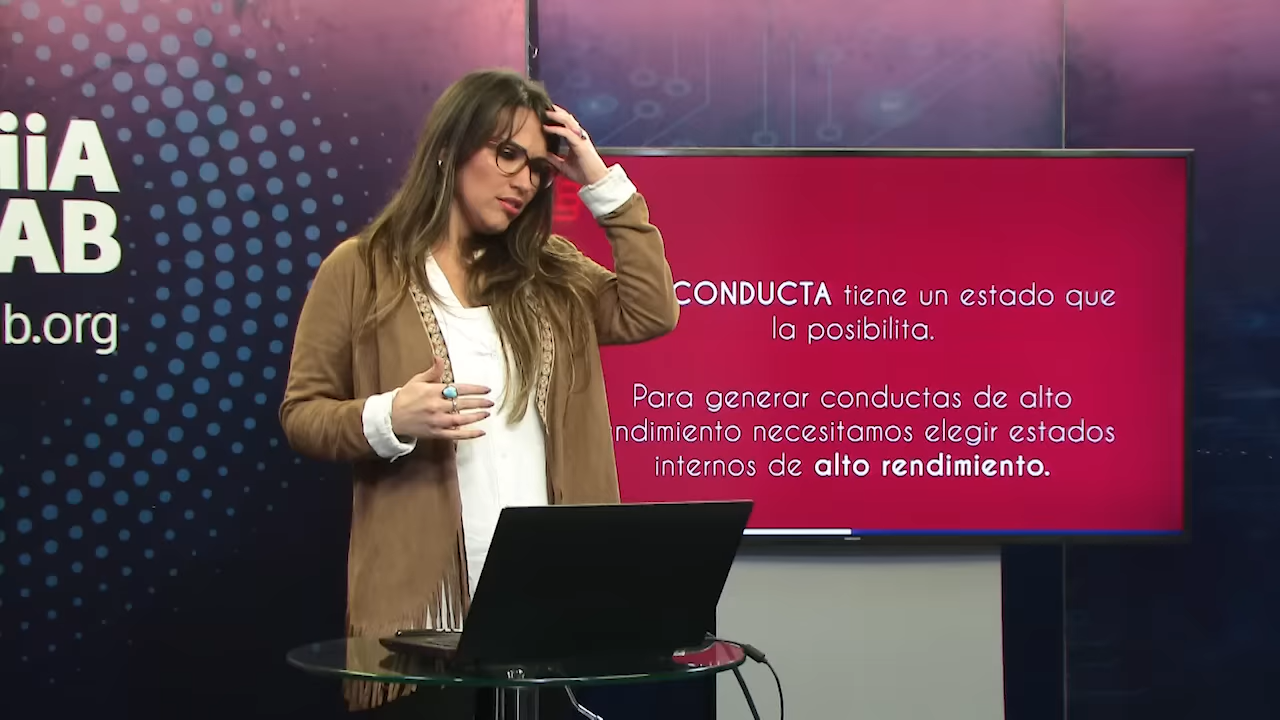 iiA
AB
b.org
CONDUCTA tiene un estado que
la posibilita.
Para generar conductas de alto
ndimiento necesitamos elegir estados
internos de alto rendimiento.